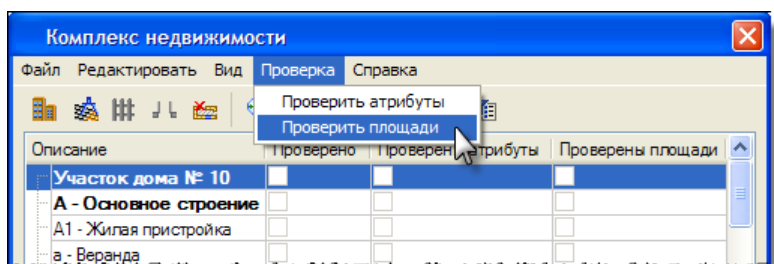 Комплекс недвижимости
Файл Редактировать Вид Проверка Справка
Проверить атрибуты
Проверить площади
Описание Проверено атрибуты Проверены площади
Участок дома № 10
А - Основное строение
А1 - Жилая пристройка
а - Веранда